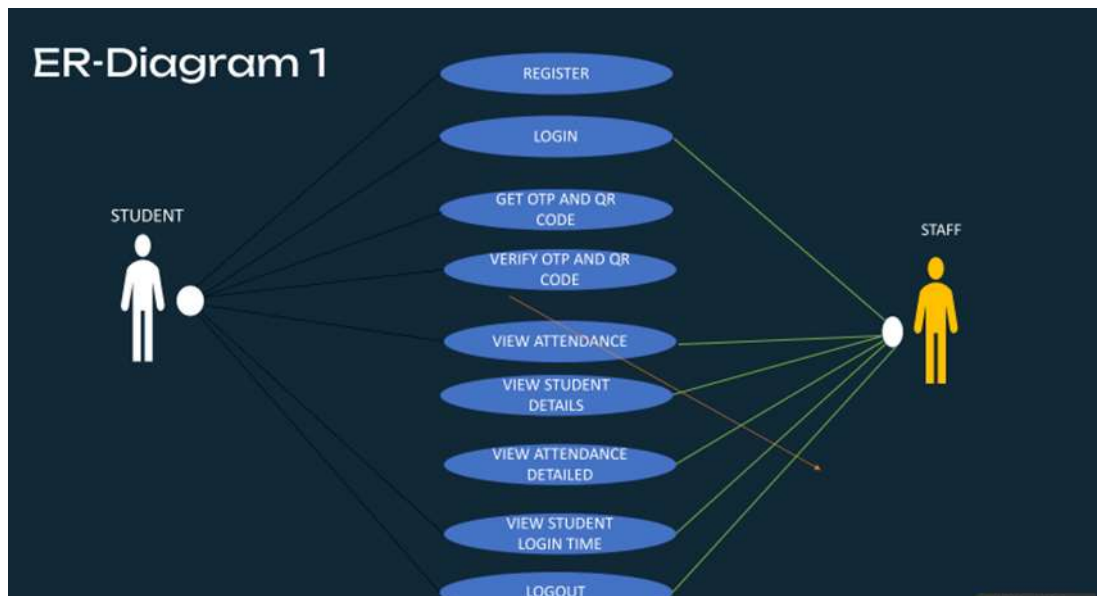 ER-Diagram 1
REGISTER
LOGIN
GET OTP AND QR
CODE
STUDENT
STAFF
VERIFY OTP AND QR
CODE
VIEW ATTENDANCE
VIEW STUDENT
DETAILS
VIEW ATTENDANCE
DETAILED
VIEW STUDENT
LOGIN TIME
LOGOUT